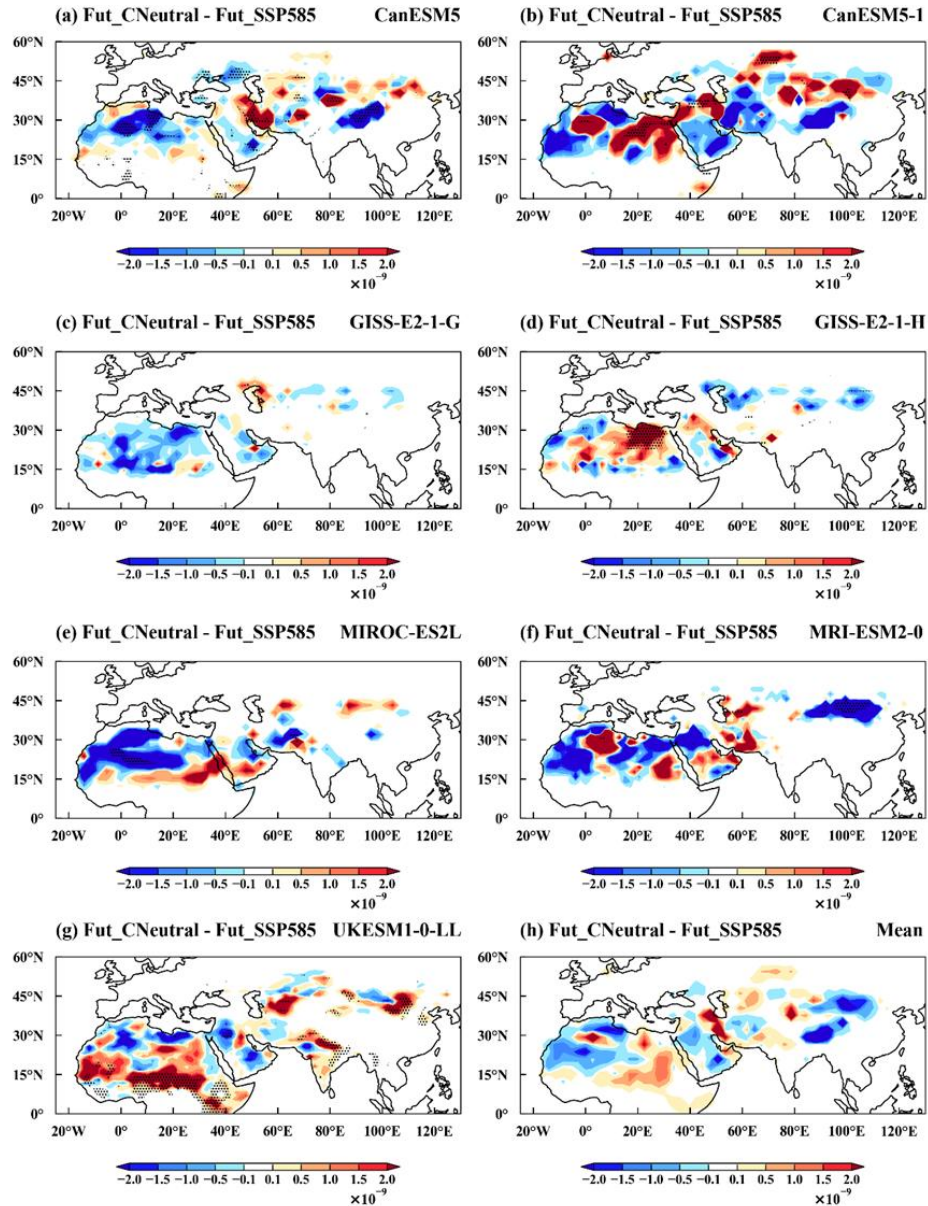 (a) Fut_CNeutral - Fut_SSP585 CanESM5
(b) Fut_CNeutral - Fut_SSP585 CanESM5-1
60°N 60°N
45°N 45°N
30°N 30°N
15°N 15°N
0° 0°
20°W 0° 20°E 40°E 60°E 80°E 100°E 120°E
20°W 0° 20°E 40°E 60°E 80°E 100°E 120°E
−2.0 −1.5 −1.0 −0.5 −0.1 0.1 0.5 1.0 1.5 2.0
−2.0 −1.5 −1.0 −0.5 −0.1 0.1 0.5 1.0 1.5 2.0
×10⁻⁹ ×10⁻⁹
(c) Fut_CNeutral - Fut_SSP585 GISS-E2-1-G
(d) Fut_CNeutral - Fut_SSP585 GISS-E2-1-H
60°N 60°N
45°N 45°N
30°N 30°N
15°N 15°N
0° 0°
20°W 0° 20°E 40°E 60°E 80°E 100°E 120°E
20°W 0° 20°E 40°E 60°E 80°E 100°E 120°E
−2.0 −1.5 −1.0 −0.5 −0.1 0.1 0.5 1.0 1.5 2.0
−2.0 −1.5 −1.0 −0.5 −0.1 0.1 0.5 1.0 1.5 2.0
×10⁻⁹ ×10⁻⁹
(e) Fut_CNeutral - Fut_SSP585 MIROC-ES2L
(f) Fut_CNeutral - Fut_SSP585 MRI-ESM2-0
60°N 60°N
45°N 45°N
30°N 30°N
15°N 15°N
0° 0°
20°W 0° 20°E 40°E 60°E 80°E 100°E 120°E
20°W 0° 20°E 40°E 60°E 80°E 100°E 120°E
−2.0 −1.5 −1.0 −0.5 −0.1 0.1 0.5 1.0 1.5 2.0
−2.0 −1.5 −1.0 −0.5 −0.1 0.1 0.5 1.0 1.5 2.0
×10⁻⁹ ×10⁻⁹
(g) Fut_CNeutral - Fut_SSP585 UKESM1-0-LL
(h) Fut_CNeutral - Fut_SSP585 Mean
60°N 60°N
45°N 45°N
30°N 30°N
15°N 15°N
0° 0°
20°W 0° 20°E 40°E 60°E 80°E 100°E 120°E
20°W 0° 20°E 40°E 60°E 80°E 100°E 120°E
−2.0 −1.5 −1.0 −0.5 −0.1 0.1 0.5 1.0 1.5 2.0
−2.0 −1.5 −1.0 −0.5 −0.1 0.1 0.5 1.0 1.5 2.0
×10⁻⁹ ×10⁻⁹